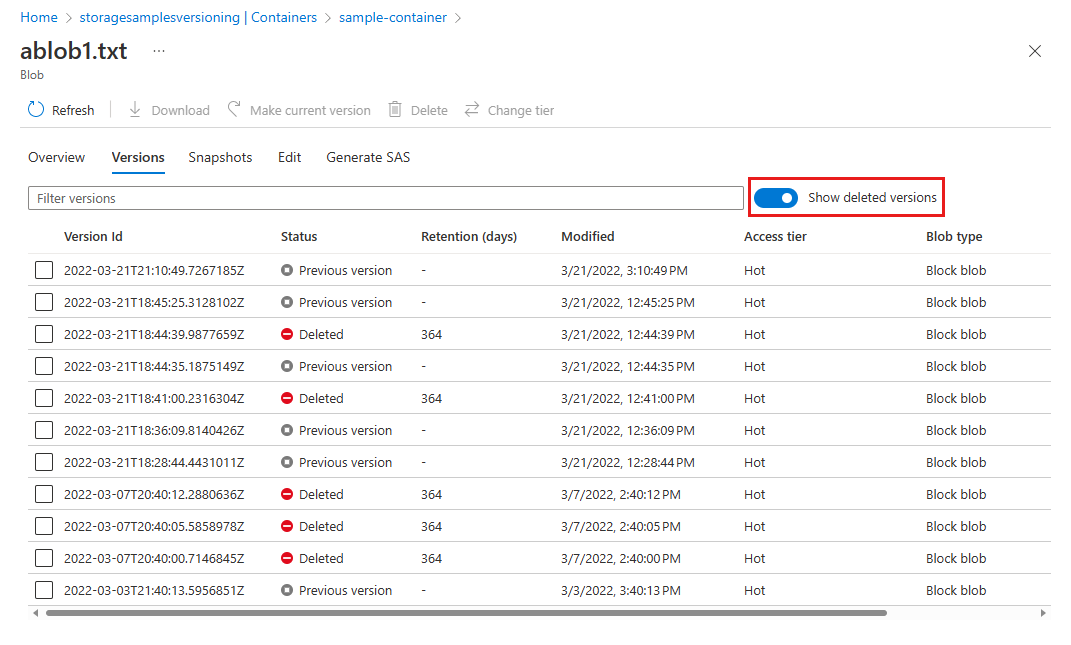 Home > storagesamplesversioning | Containers > sample-container >
ablob1.txt ...
Blob
Refresh | Download Make current version Delete Change tier
Overview Versions Snapshots Edit Generate SAS
Filter versions Show deleted versions
Version Id Status Retention (days) Modified Access tier Blob type
2022-03-21T21:10:49.7267185Z Previous version - 3/21/2022, 3:10:49 PM Hot Block blob
2022-03-21T18:45:25.3128102Z Previous version - 3/21/2022, 12:45:25 PM Hot Block blob
2022-03-21T18:44:39.9877659Z Deleted 364 3/21/2022, 12:44:39 PM Hot Block blob
2022-03-21T18:44:35.1875149Z Previous version - 3/21/2022, 12:44:35 PM Hot Block blob
2022-03-21T18:41:00.2316304Z Deleted 364 3/21/2022, 12:41:00 PM Hot Block blob
2022-03-21T18:36:09.8140426Z Previous version - 3/21/2022, 12:36:09 PM Hot Block blob
2022-03-21T18:28:44.4431011Z Previous version - 3/21/2022, 12:28:44 PM Hot Block blob
2022-03-07T20:40:12.2880636Z Deleted 364 3/7/2022, 2:40:12 PM Hot Block blob
2022-03-07T20:40:05.5858978Z Deleted 364 3/7/2022, 2:40:05 PM Hot Block blob
2022-03-07T20:40:00.7146845Z Deleted 364 3/7/2022, 2:40:00 PM Hot Block blob
2022-03-03T21:40:13.5956851Z Previous version - 3/3/2022, 3:40:13 PM Hot Block blob